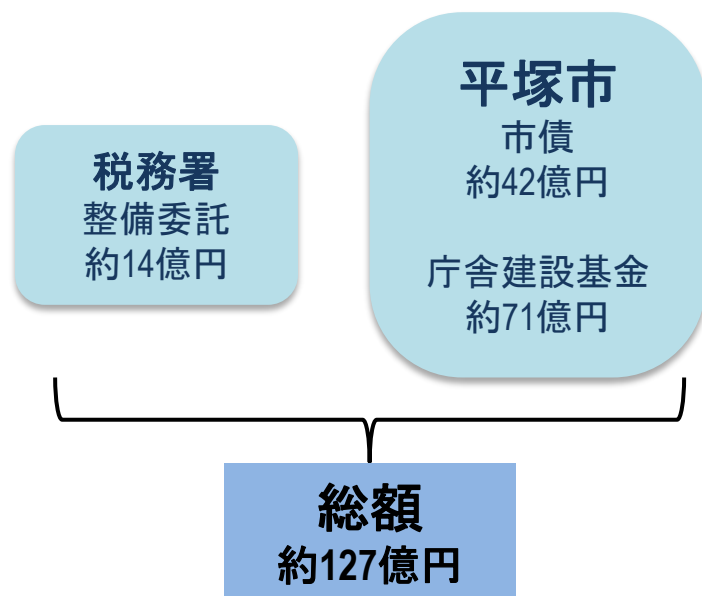 税務署
整備委託
約14億円
平塚市
市債
約42億円
庁舎建設基金
約71億円
総額
約127億円